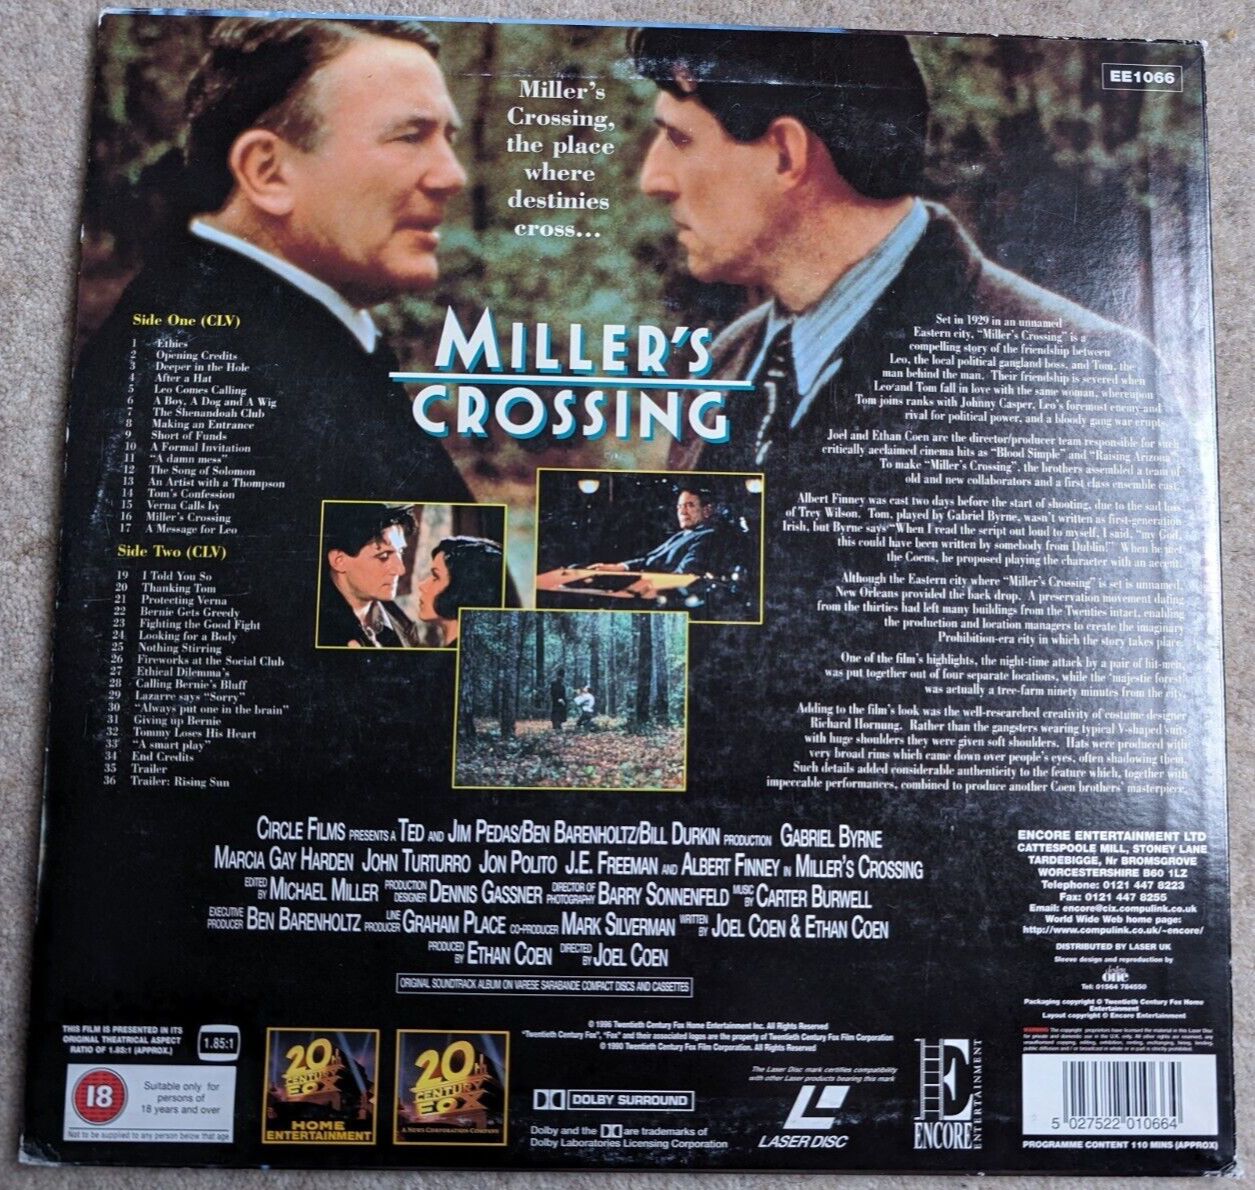 EE1066
Miller's
Crossing,
the place
where
destinies
cross...
MILLER'S
CROSSING
Side One (CLV)
1 Ethics
2 Opening Credits
3 Deeper in the Hole
4 After a Hat
5 Leo Comes Calling
6 A Boy, A Dog and A Wig
7 The Shenandoah Club
8 Making an Entrance
9 Short of Funds
10 A Formal Invitation
11 "A damn mess"
12 The Song of Solomon
13 An Artist with a Thompson
14 Tom's Confession
15 Verna Calls by
16 Miller's Crossing
17 A Message for Leo
Side Two (CLV)
19 I Told You So
20 Thanking Tom
21 Protecting Verna
22 Bernie Gets Greedy
23 Fighting the Good Fight
24 Looking for a Body
25 Nothing Stirring
26 Fireworks at the Social Club
27 Ethical Dilemma's
28 Calling Bernie's Bluff
29 Lazarre says "Sorry"
30 "Always put one in the brain"
31 Giving up Bernie
32 Tommy Loses His Heart
33 "A smart play"
34 End Credits
35 Trailer
36 Trailer: Rising Sun
Set in 1929 in an unnamed
Eastern city, "Miller's Crossing" is a
compelling story of the friendship between
Leo, the local political gangland boss, and Tom, the
man behind the man. Their friendship is severed when
Leo and Tom fall in love with the same woman, whereupon
Tom joins ranks with Johnny Casper, Leo's foremost enemy and
rival for political power, and a bloody gang war erupts.
Joel and Ethan Coen are the director/producer team responsible for such
critically acclaimed cinema hits as "Blood Simple" and "Raising Arizona".
To make "Miller's Crossing", the brothers assembled a team of
old and new collaborators and a first class ensemble cast.
Albert Finney was cast two days before the start of shooting, due to the sad loss
of Trey Wilson. Tom, played by Gabriel Byrne, wasn't written as first-generation
Irish, but Byrne says "When I read the script out loud to myself, I said, "my God,
this could have been written by somebody from Dublin!" When he met
the Coens, he proposed playing the character with an accent.
Although the Eastern city where "Miller's Crossing" is set is unnamed,
New Orleans provided the back drop. A preservation movement dating
from the thirties had left many buildings from the Twenties intact, enabling
the production and location managers to create the imaginary
Prohibition-era city in which the story takes place.
One of the film's highlights, the night-time attack by a pair of hit-men,
was put together out of four separate locations, while the 'majestic forest'
was actually a tree-farm ninety minutes from the city.
Adding to the film's look was the well-researched creativity of costume designer
Richard Hornung. Rather than the gangsters wearing typical V-shaped suits
with huge shoulders they were given soft shoulders. Hats were produced with
very broad rims which came down over people's eyes, often shadowing them.
Such details added considerable authenticity to the feature which, together with
impeccable performances, combined to produce another Coen brothers' masterpiece.
CIRCLE FILMS PRESENTS A TED AND JIM PEDAS/BEN BARENHOLTZ/BILL DURKIN PRODUCTION GABRIEL BYRNE
MARCIA GAY HARDEN JOHN TURTURRO JON POLITO J.E. FREEMAN AND ALBERT FINNEY IN MILLER'S CROSSING
EDITED BY MICHAEL MILLER PRODUCTION DESIGNER DENNIS GASSNER DIRECTOR OF PHOTOGRAPHY BARRY SONNENFELD MUSIC BY CARTER BURWELL
EXECUTIVE PRODUCER BEN BARENHOLTZ LINE PRODUCER GRAHAM PLACE CO-PRODUCER MARK SILVERMAN WRITTEN BY JOEL COEN & ETHAN COEN
PRODUCED BY ETHAN COEN DIRECTED BY JOEL COEN
ORIGINAL SOUNDTRACK ALBUM ON VARESE SARABANDE COMPACT DISCS AND CASSETTES
ENCORE ENTERTAINMENT LTD
CATTESPOOLE MILL, STONEY LANE
TARDEBIGGE, Nr BROMSGROVE
WORCESTERSHIRE B60 1LZ
Telephone: 0121 447 8223
Fax: 0121 447 8255
Email: encore@cix.compulink.co.uk
World Wide Web home page:
http://www.compulink.co.uk/~encore/
DISTRIBUTED BY LASER UK
Sleeve design and reproduction by
one
Tel: 01564 784550
Packaging copyright © Twentieth Century Fox Home
Entertainment
Layout copyright © Encore Entertainment
THIS FILM IS PRESENTED IN ITS
ORIGINAL THEATRICAL ASPECT
RATIO OF 1.85:1 (APPROX.)
1.85:1
18
Suitable only for
persons of
18 years and over
Not to be supplied to any person below that age
20th
CENTURY
FOX
HOME
ENTERTAINMENT
20th
CENTURY
FOX
A NEWS CORPORATION COMPANY
© 1996 Twentieth Century Fox Home Entertainment Inc. All Rights Reserved
"Twentieth Century Fox", "Fox" and their associated logos are the property of Twentieth Century Fox Film Corporation
© 1990 Twentieth Century Fox Film Corporation. All Rights Reserved
DOLBY SURROUND
Dolby and the are trademarks of
Dolby Laboratories Licensing Corporation
The Laser Disc mark certifies compatibility
with other Laser products bearing this mark
LASER DISC
E
ENCORE
ENTERTAINMENT
5 027522 010664
PROGRAMME CONTENT 110 MINS (APPROX)